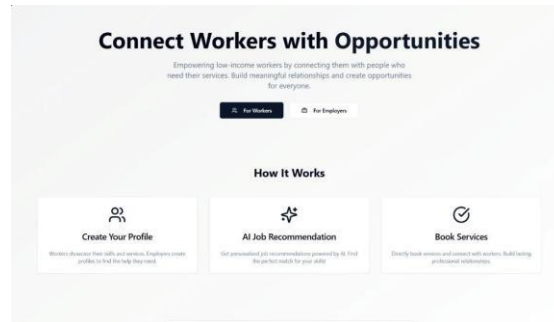 Connect Workers with Opportunities
Empowering low-income workers by connecting them with people who
need their services. Build meaningful relationships and create opportunities
for everyone.
For Workers
For Employers
How It Works
Create Your Profile
Workers showcase their skills and services. Employers create
profiles to find the help they need.
AI Job Recommendation
Get personalized job recommendations powered by AI. Find
the perfect match for your skills!
Book Services
Directly book services and connect with workers. Build lasting
professional relationships.